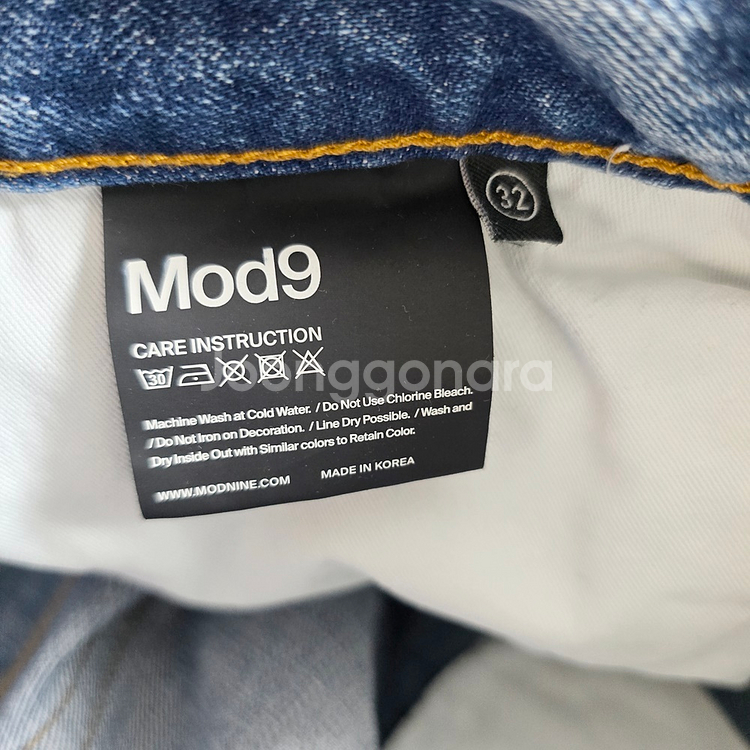 32
Mod9
CARE INSTRUCTION
30
Joonggonara
Machine Wash at Cold Water. / Do Not Use Chlorine Bleach.
/ Do Not Iron on Decoration. / Line Dry Possible. / Wash and
Dry Inside Out with Similar colors to Retain Color.
WWW.MODNINE.COM MADE IN KOREA